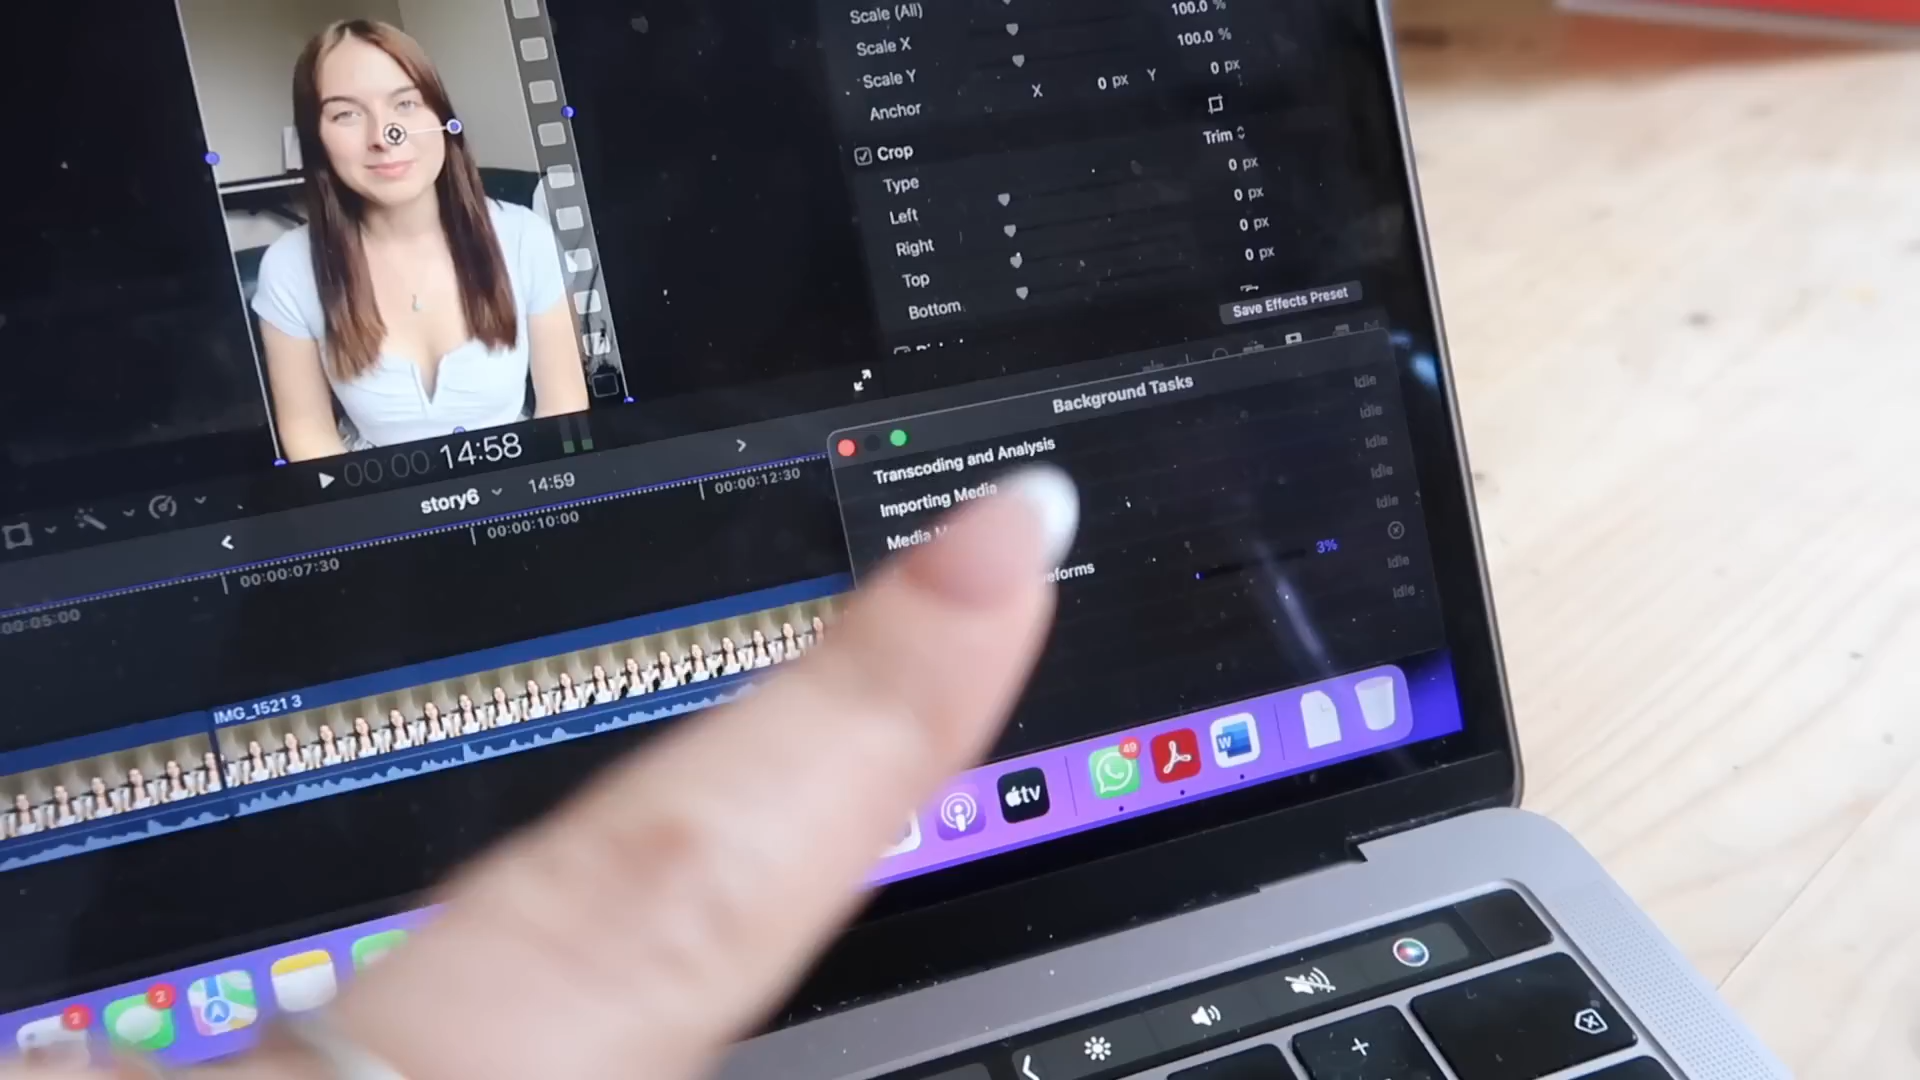 Scale (All)
100.0 %
Scale X
100.0 %
Scale Y
Anchor
X
0 px
Y
0 px
Crop
Trim
Type
0 px
Left
0 px
Right
0 px
Top
0 px
Bottom
Save Effects Preset
Background Tasks
Idle
Transcoding and Analysis
Idle
Importing Media
Idle
Media
Idle
Idle
3%
Idle
Idle
00:00 14:58
story6
14:59
00:00:05:00
00:00:07:30
00:00:10:00
00:00:12:30
IMG_1521 3
tv
49
W
2
2